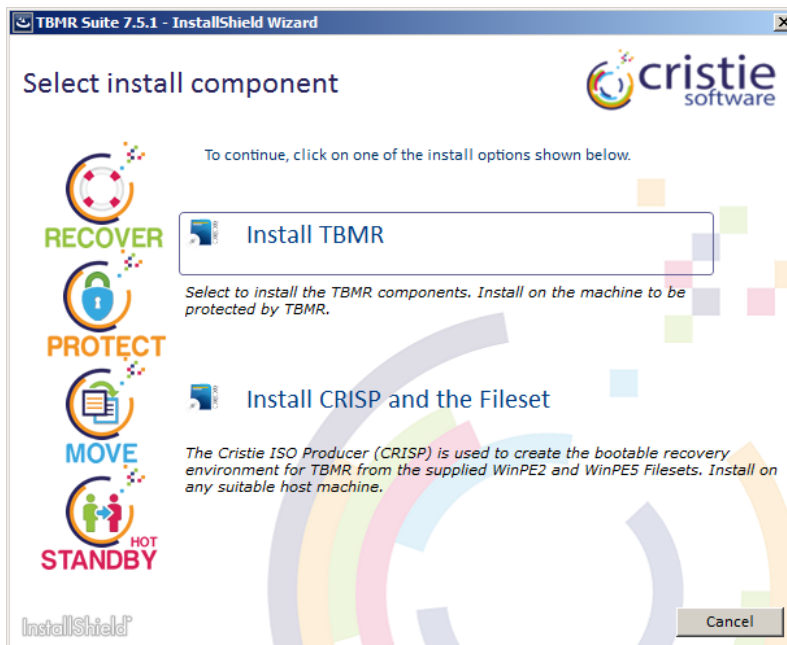 TBMR Suite 7.5.1 - InstallShield Wizard
Select install component
cristie
software
To continue, click on one of the install options shown below.
RECOVER
Install TBMR
Select to install the TBMR components. Install on the machine to be
protected by TBMR.
PROTECT
Install CRISP and the Fileset
MOVE
The Cristie ISO Producer (CRISP) is used to create the bootable recovery
environment for TBMR from the supplied WinPE2 and WinPE5 Filesets. Install on
any suitable host machine.
HOT
STANDBY
InstallShield
Cancel